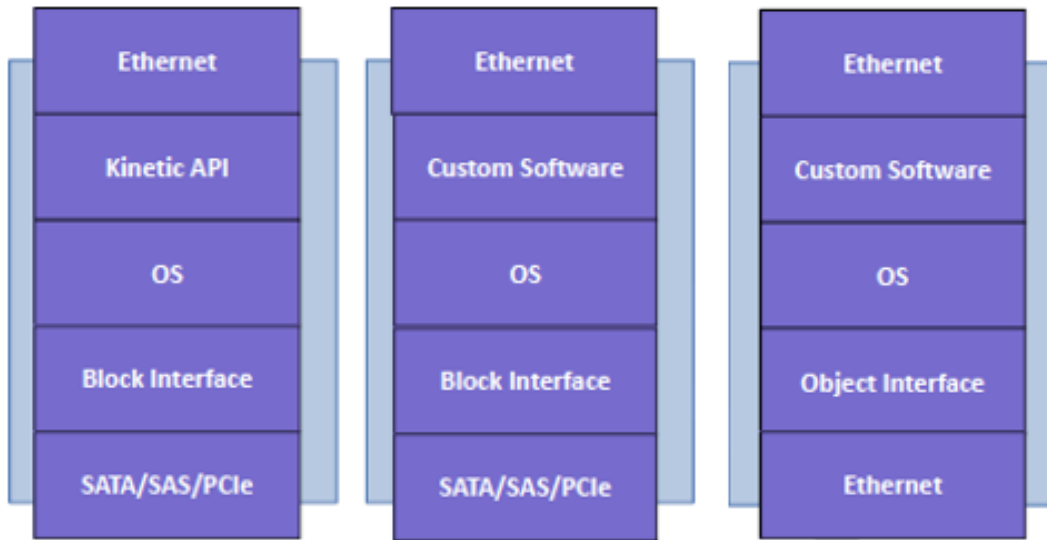 Ethernet
Kinetic API
OS
Block Interface
SATA/SAS/PCIe
Ethernet
Custom Software
OS
Block Interface
SATA/SAS/PCIe
Ethernet
Custom Software
OS
Object Interface
Ethernet